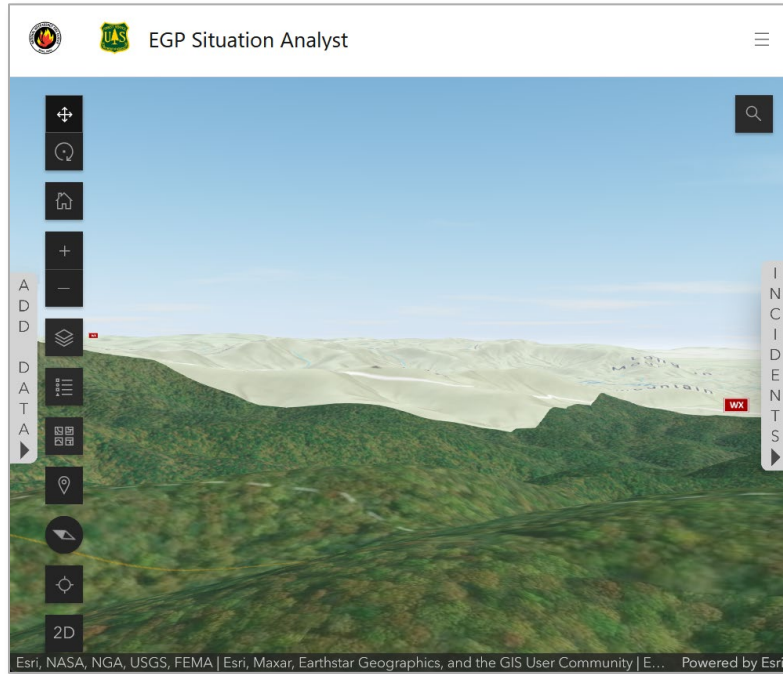 UAS
EGP Situation Analyst
ADD DATA
INCIDENTS
WX
2D
Esri, NASA, NGA, USGS, FEMA | Esri, Maxar, Earthstar Geographics, and the GIS User Community | E...
Powered by Esri